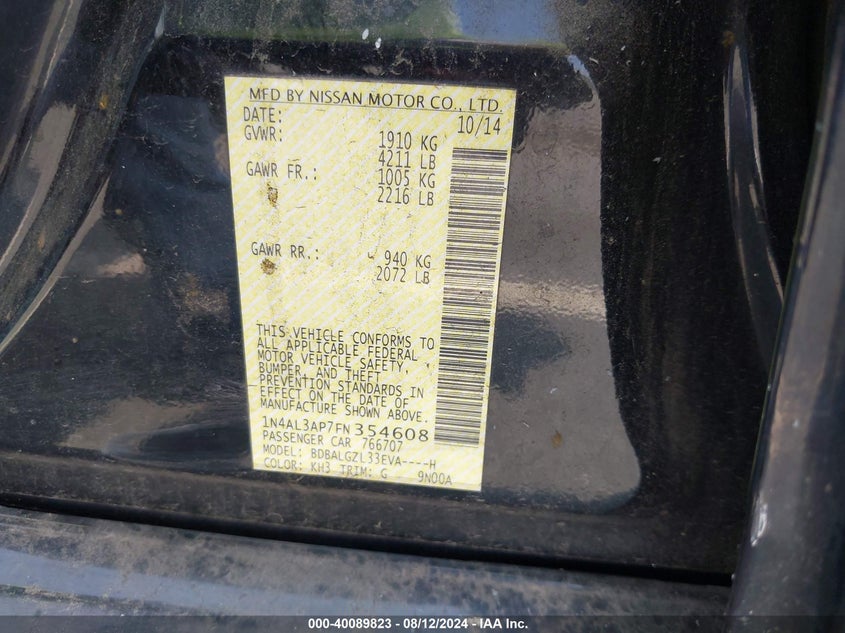 MFD BY NISSAN MOTOR CO., LTD.
DATE: 10/14
GVWR: 1910 KG
4211 LB
GAWR FR.: 1005 KG
2216 LB
GAWR RR.: 940 KG
2072 LB
THIS VEHICLE CONFORMS TO
ALL APPLICABLE FEDERAL
MOTOR VEHICLE SAFETY,
BUMPER, AND THEFT
PREVENTION STANDARDS IN
EFFECT ON THE DATE OF
MANUFACTURE SHOWN ABOVE.
1N4AL3AP7FN354608
PASSENGER CAR 766707
MODEL: BDBALGZL33EVA----H
COLOR: KH3 TRIM: G 9N00A
000-40089823 - 08/12/2024 - IAA Inc.